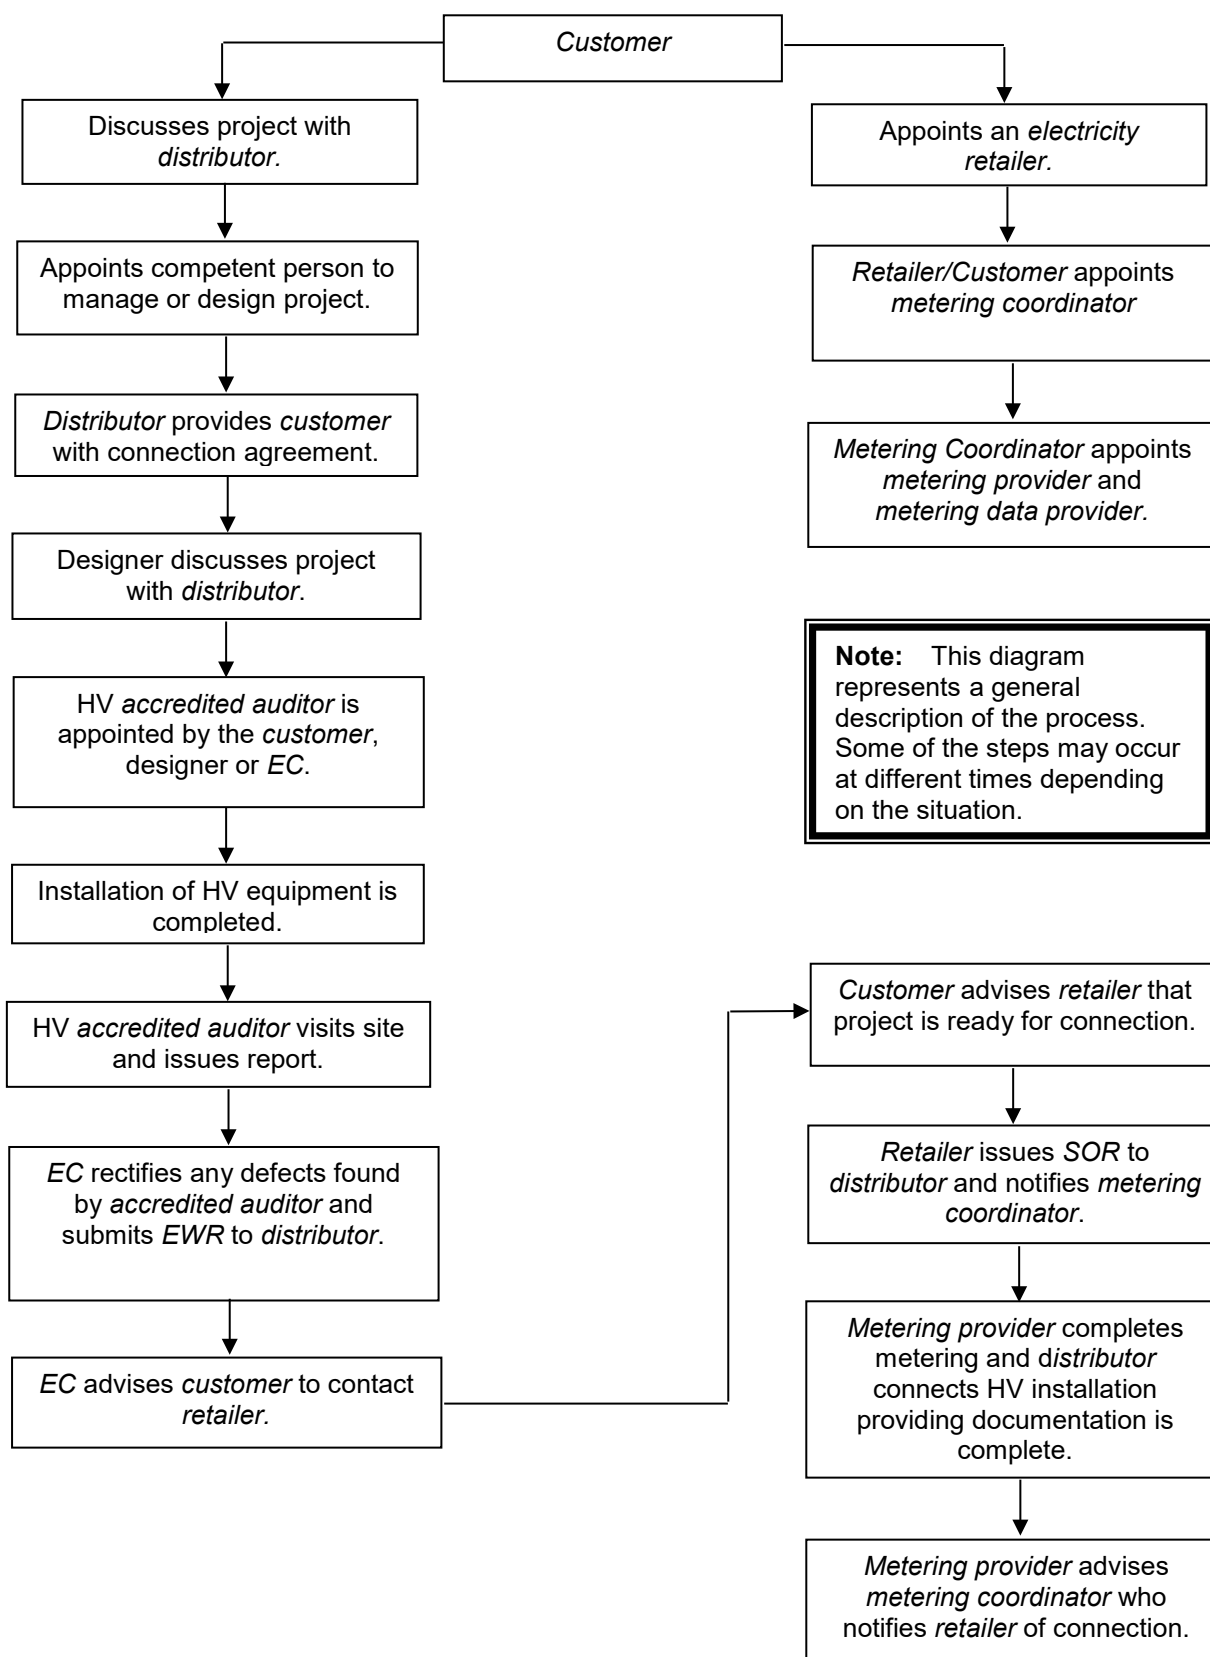 Customer
Discusses project with
distributor.
Appoints competent person to
manage or design project.
Distributor provides customer
with connection agreement.
Designer discusses project
with distributor.
HV accredited auditor is
appointed by the customer,
designer or EC.
Installation of HV equipment is
completed.
HV accredited auditor visits site
and issues report.
EC rectifies any defects found
by accredited auditor and
submits EWR to distributor.
EC advises customer to contact
retailer.
Appoints an electricity
retailer.
Retailer/Customer appoints
metering coordinator
Metering Coordinator appoints
metering provider and
metering data provider.
Note: This diagram
represents a general
description of the process.
Some of the steps may occur
at different times depending
on the situation.
Customer advises retailer that
project is ready for connection.
Retailer issues SOR to
distributor and notifies metering
coordinator.
Metering provider completes
metering and distributor
connects HV installation
providing documentation is
complete.
Metering provider advises
metering coordinator who
notifies retailer of connection.